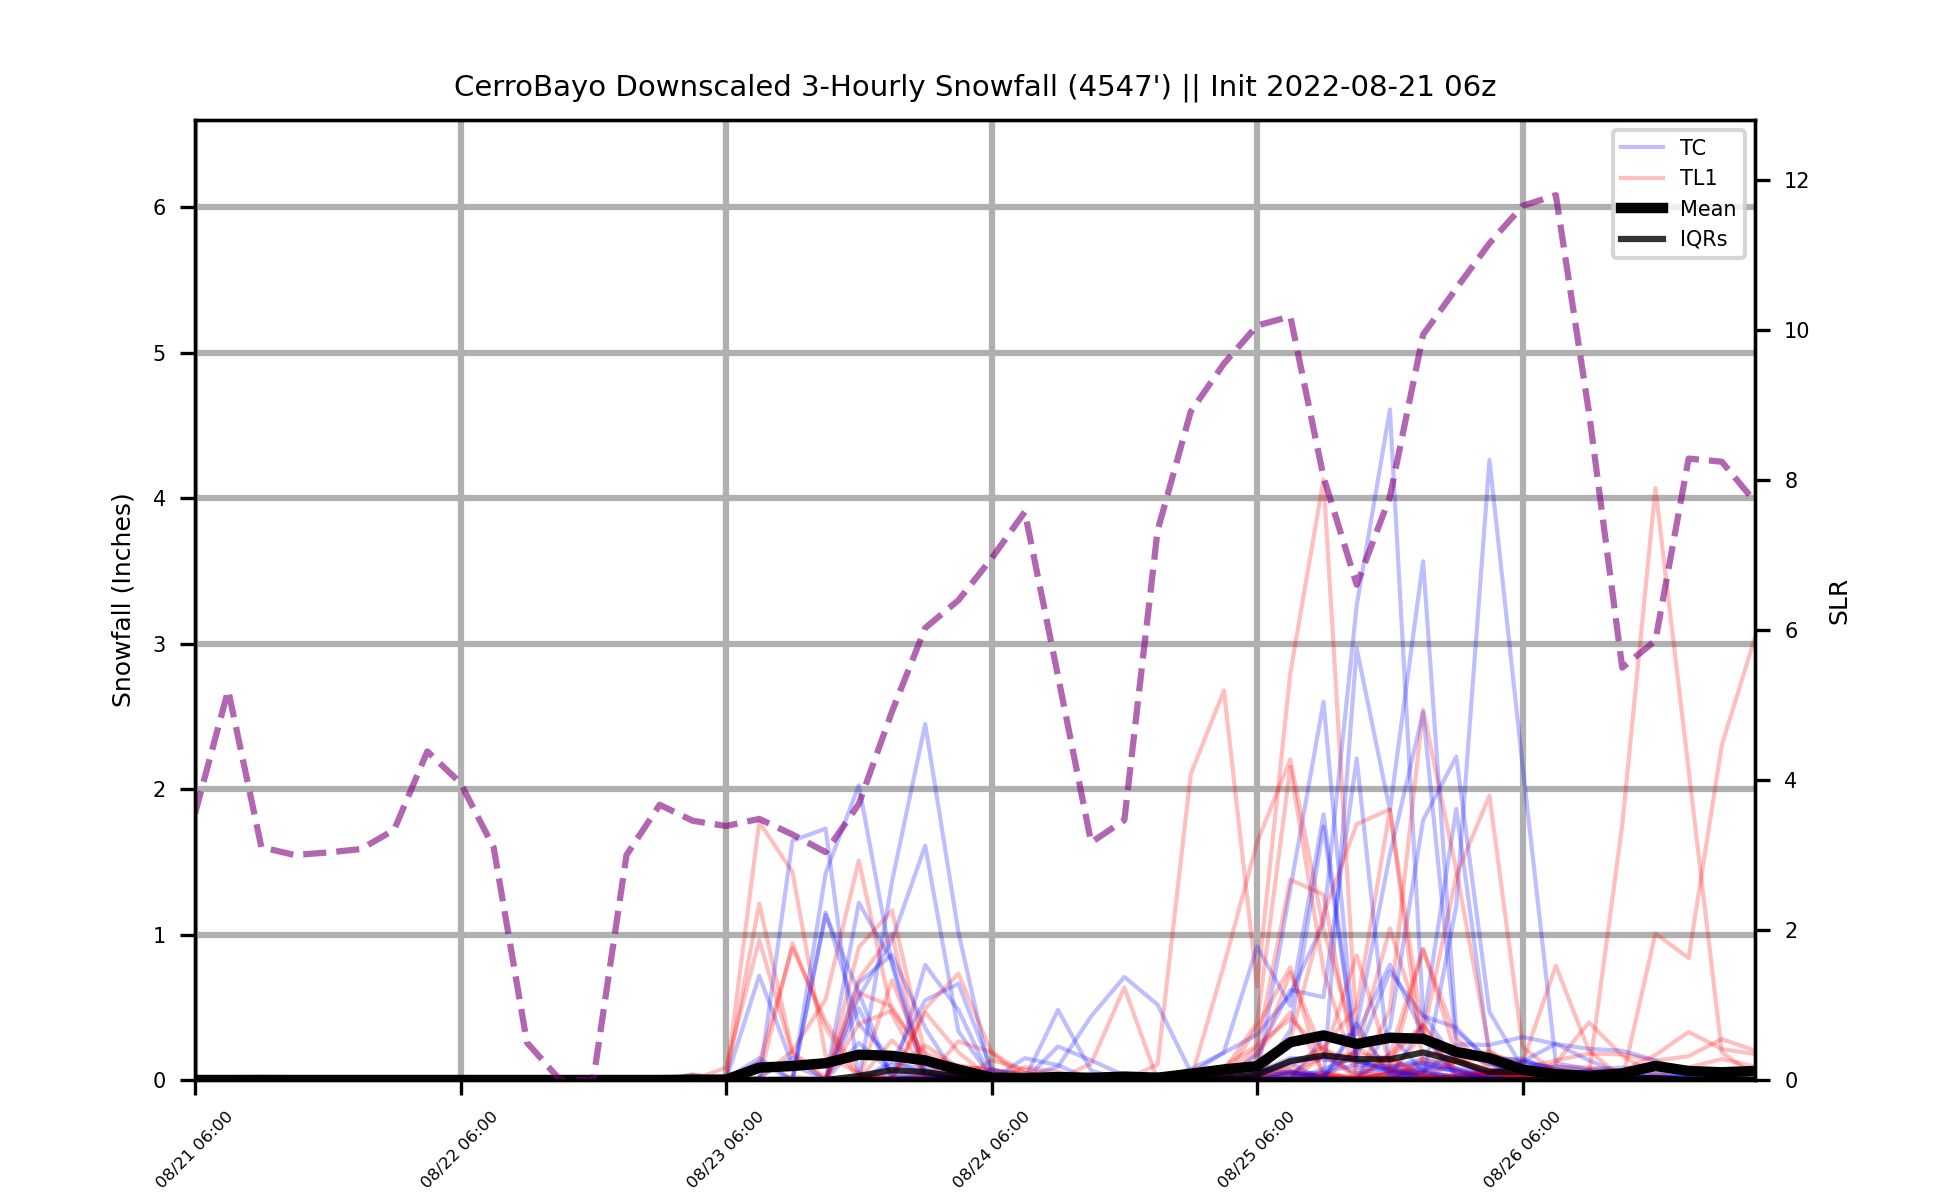 CerroBayo Downscaled 3-Hourly Snowfall (4547') || Init 2022-08-21 06z
TC
TL1
Mean
IQRs
Snowfall (Inches)
6
5
4
3
2
1
0
12
10
8
6
4
2
0
SLR
08/21 06:00
08/22 06:00
08/23 06:00
08/24 06:00
08/25 06:00
08/26 06:00